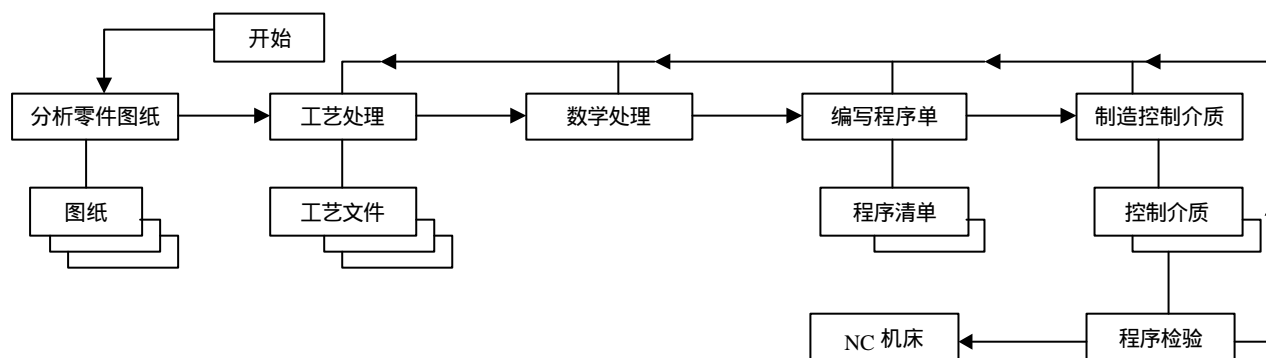 开始
分析零件图纸
工艺处理
数学处理
编写程序单
制造控制介质
图纸
工艺文件
程序清单
控制介质
NC 机床
程序检验